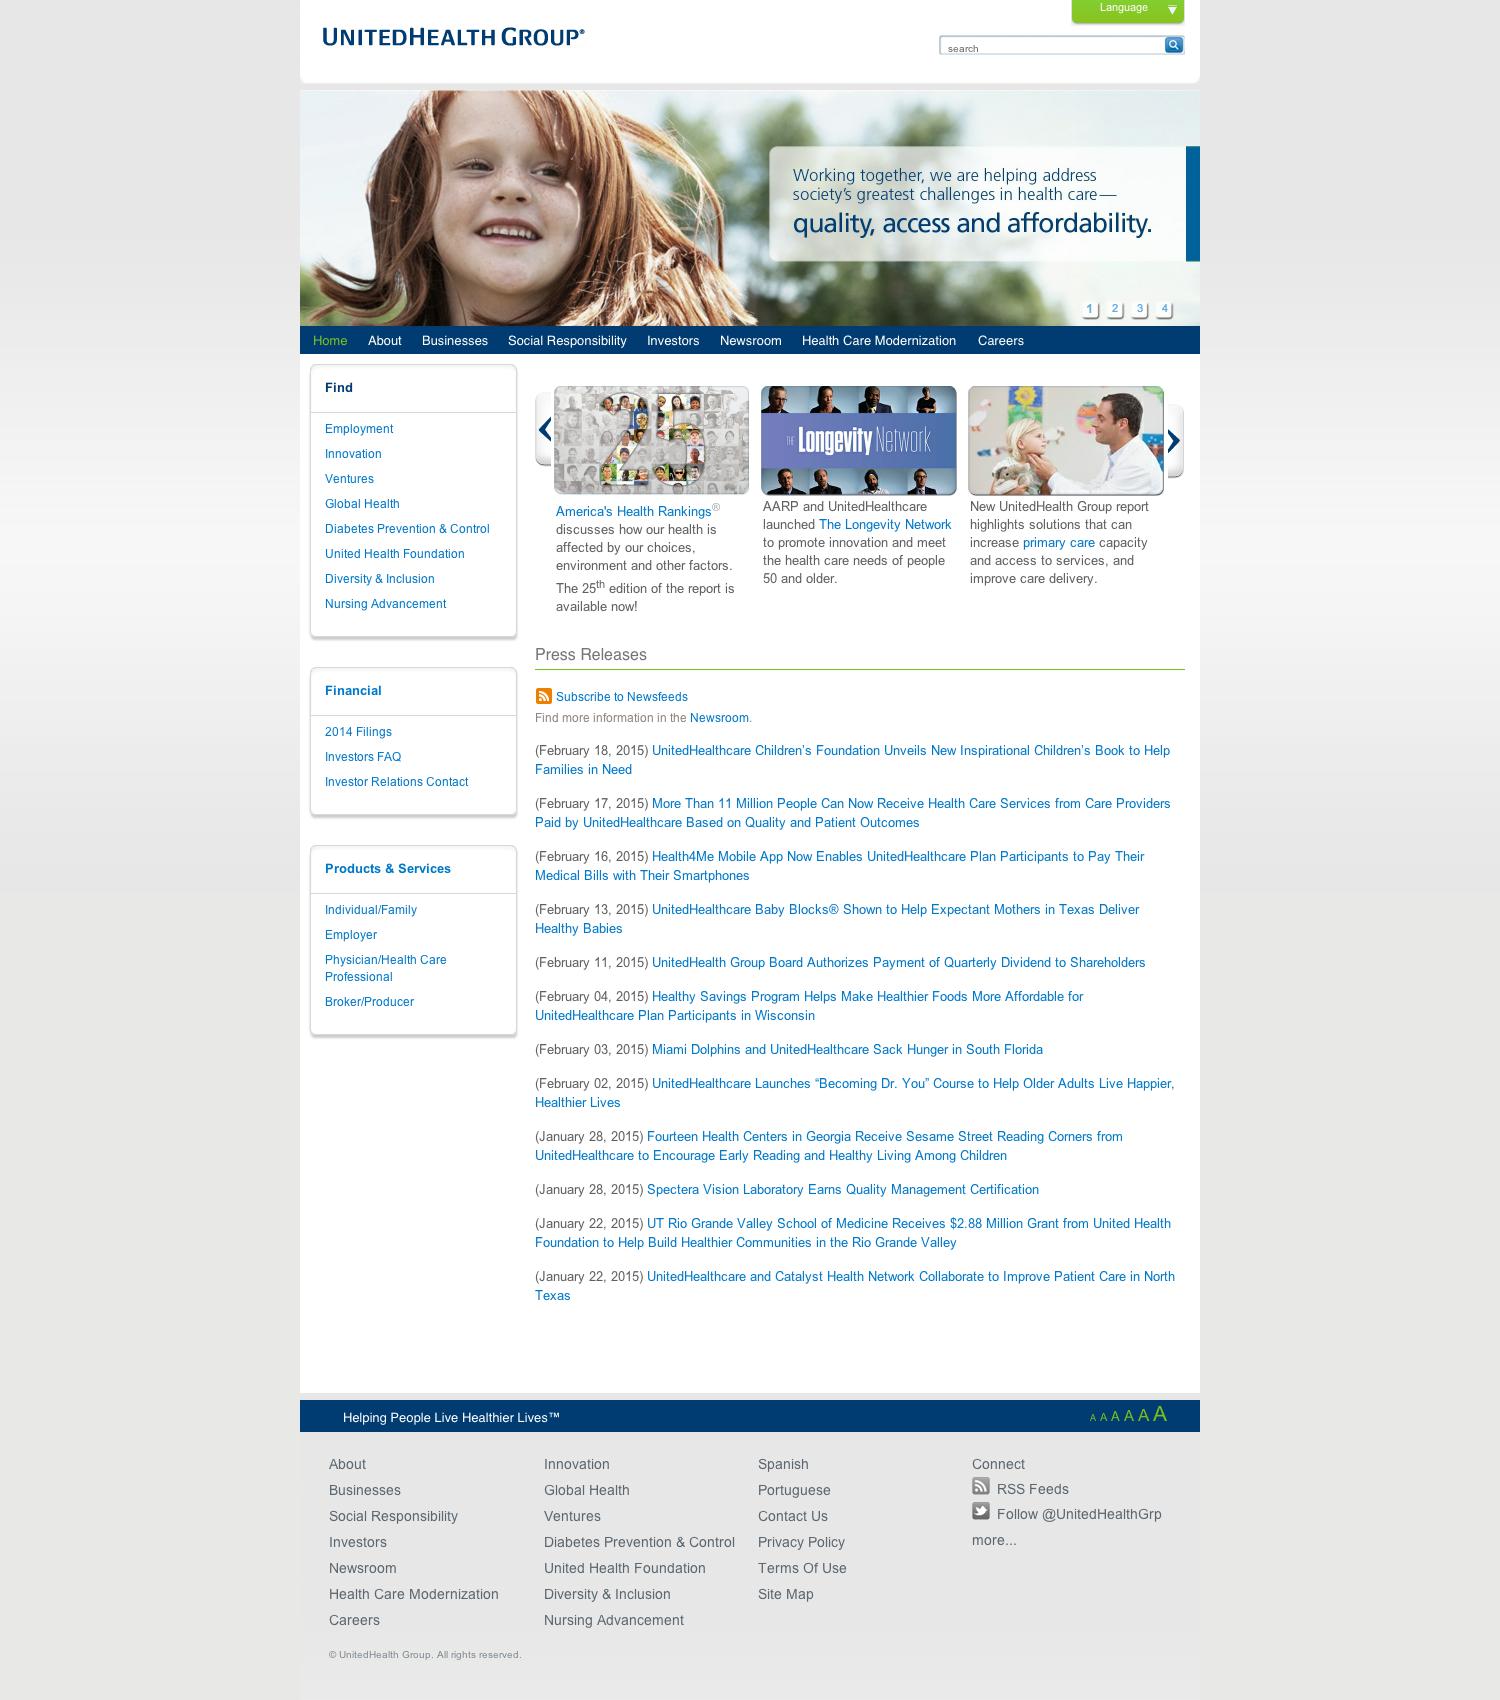 Language
UNITEDHEALTH GROUP®
search
Working together, we are helping address
society's greatest challenges in health care—
quality, access and affordability.
1 2 3 4
Home About Businesses Social Responsibility Investors Newsroom Health Care Modernization Careers
Find
Employment
Innovation
Ventures
Global Health
Diabetes Prevention & Control
United Health Foundation
Diversity & Inclusion
Nursing Advancement
Financial
2014 Filings
Investors FAQ
Investor Relations Contact
Products & Services
Individual/Family
Employer
Physician/Health Care
Professional
Broker/Producer
25
America's Health Rankings®
discusses how our health is
affected by our choices,
environment and other factors.
The 25th edition of the report is
available now!
THE Longevity Network
AARP and UnitedHealthcare
launched The Longevity Network
to promote innovation and meet
the health care needs of people
50 and older.
New UnitedHealth Group report
highlights solutions that can
increase primary care capacity
and access to services, and
improve care delivery.
Press Releases
Subscribe to Newsfeeds
Find more information in the Newsroom.
(February 18, 2015) UnitedHealthcare Children's Foundation Unveils New Inspirational Children's Book to Help
Families in Need
(February 17, 2015) More Than 11 Million People Can Now Receive Health Care Services from Care Providers
Paid by UnitedHealthcare Based on Quality and Patient Outcomes
(February 16, 2015) Health4Me Mobile App Now Enables UnitedHealthcare Plan Participants to Pay Their
Medical Bills with Their Smartphones
(February 13, 2015) UnitedHealthcare Baby Blocks® Shown to Help Expectant Mothers in Texas Deliver
Healthy Babies
(February 11, 2015) UnitedHealth Group Board Authorizes Payment of Quarterly Dividend to Shareholders
(February 04, 2015) Healthy Savings Program Helps Make Healthier Foods More Affordable for
UnitedHealthcare Plan Participants in Wisconsin
(February 03, 2015) Miami Dolphins and UnitedHealthcare Sack Hunger in South Florida
(February 02, 2015) UnitedHealthcare Launches “Becoming Dr. You” Course to Help Older Adults Live Happier,
Healthier Lives
(January 28, 2015) Fourteen Health Centers in Georgia Receive Sesame Street Reading Corners from
UnitedHealthcare to Encourage Early Reading and Healthy Living Among Children
(January 28, 2015) Spectera Vision Laboratory Earns Quality Management Certification
(January 22, 2015) UT Rio Grande Valley School of Medicine Receives $2.88 Million Grant from United Health
Foundation to Help Build Healthier Communities in the Rio Grande Valley
(January 22, 2015) UnitedHealthcare and Catalyst Health Network Collaborate to Improve Patient Care in North
Texas
Helping People Live Healthier Lives™
A A A A A A
About
Businesses
Social Responsibility
Investors
Newsroom
Health Care Modernization
Careers
Innovation
Global Health
Ventures
Diabetes Prevention & Control
United Health Foundation
Diversity & Inclusion
Nursing Advancement
Spanish
Portuguese
Contact Us
Privacy Policy
Terms Of Use
Site Map
Connect
RSS Feeds
Follow @UnitedHealthGrp
more...
© UnitedHealth Group. All rights reserved.